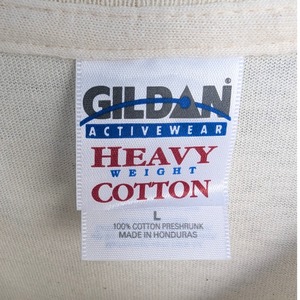 GILDAN®
ACTIVEWEAR
HEAVY
WEIGHT
COTTON
L
100% COTTON PRESHRUNK
MADE IN HONDURAS